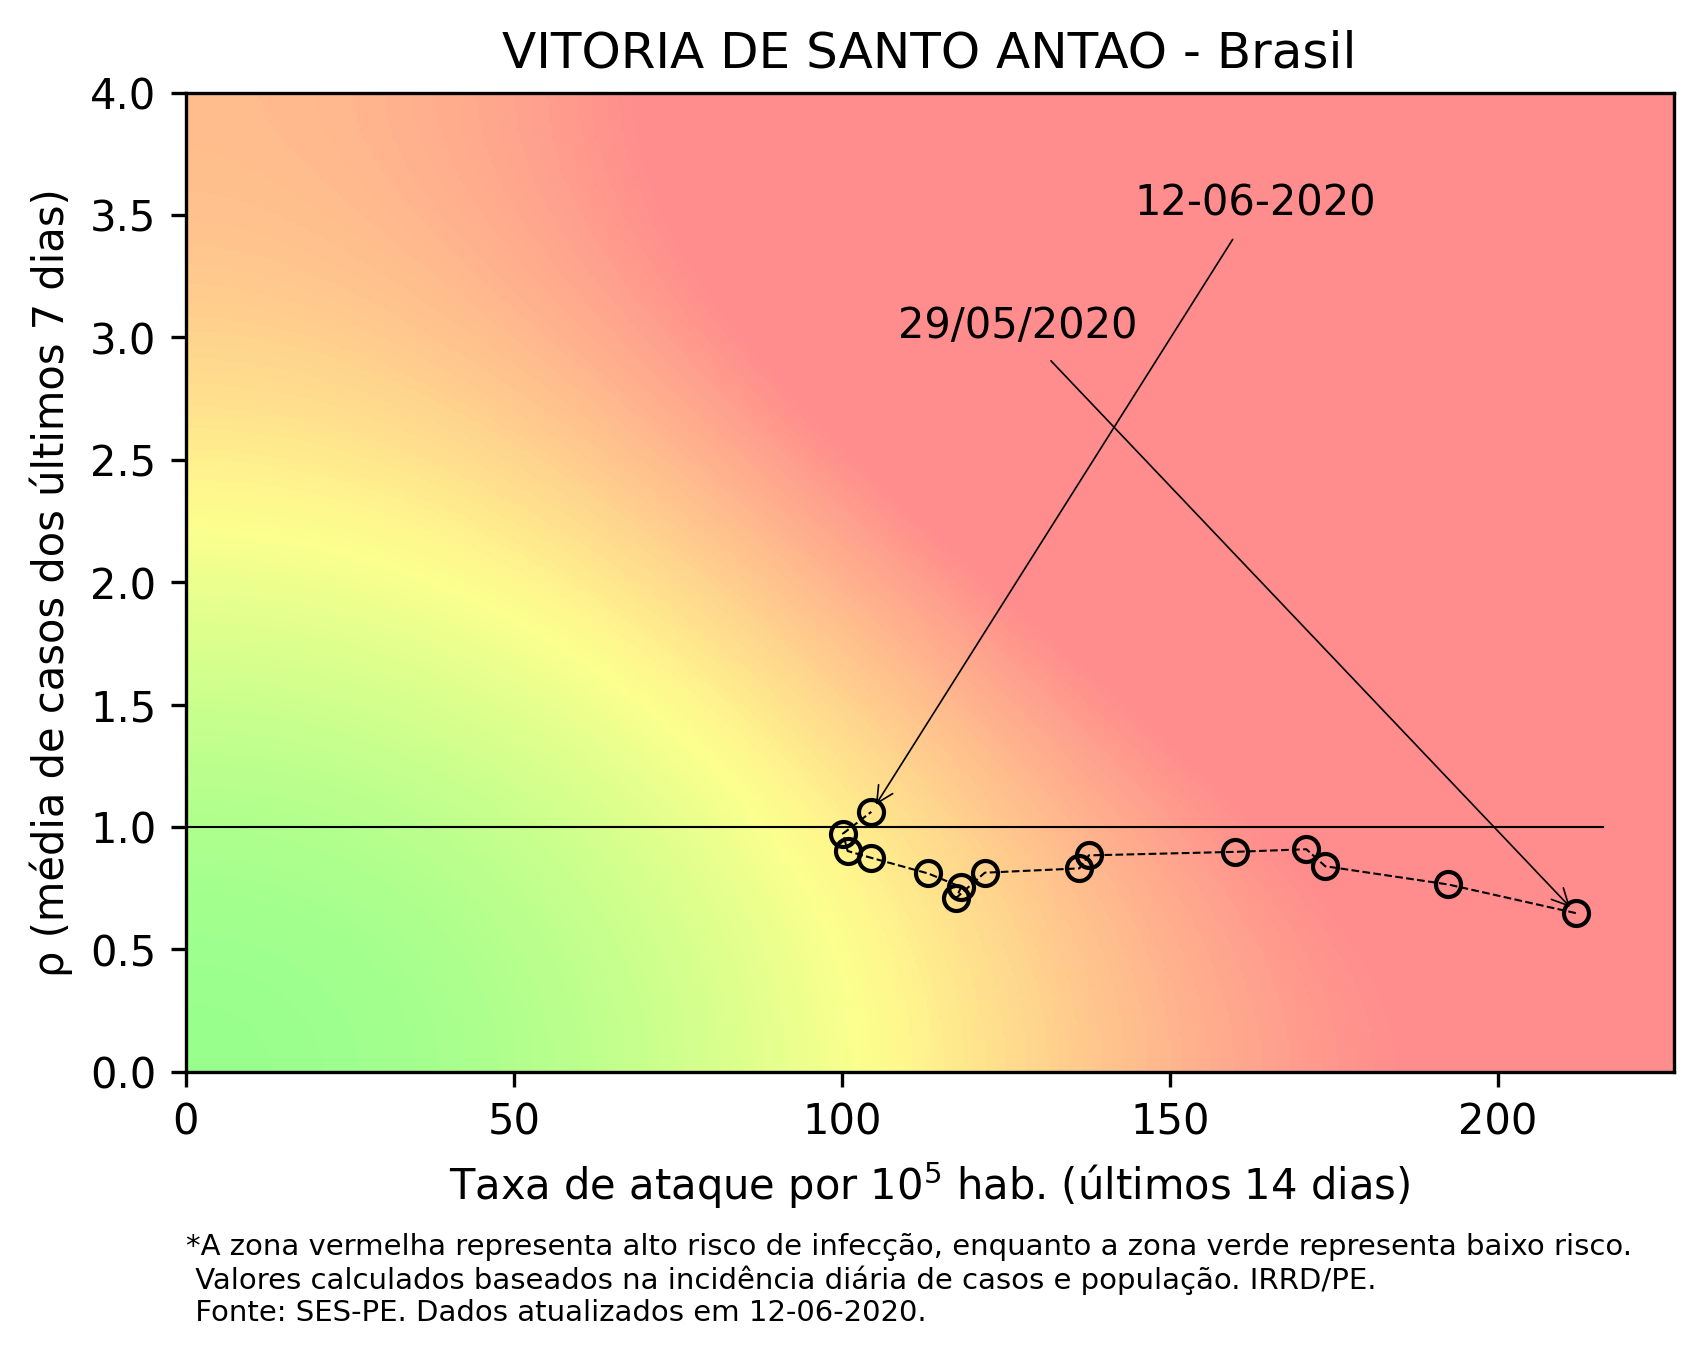 VITORIA DE SANTO ANTAO - Brasil
4.0
3.5
3.0
2.5
2.0
1.5
1.0
0.5
0.0
ρ (média de casos dos últimos 7 dias)
12-06-2020
29/05/2020
0 50 100 150 200
Taxa de ataque por 10⁵ hab. (últimos 14 dias)
*A zona vermelha representa alto risco de infecção, enquanto a zona verde representa baixo risco.
Valores calculados baseados na incidência diária de casos e população. IRRD/PE.
Fonte: SES-PE. Dados atualizados em 12-06-2020.